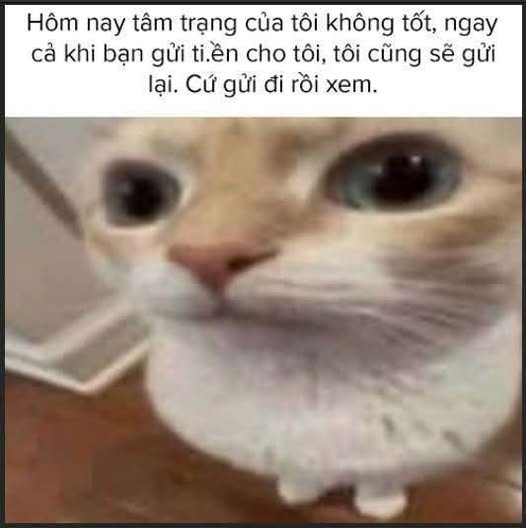 Hôm nay tâm trạng của tôi không tốt, ngay
cả khi bạn gửi ti.ền cho tôi, tôi cũng sẽ gửi
lại. Cứ gửi đi rồi xem.